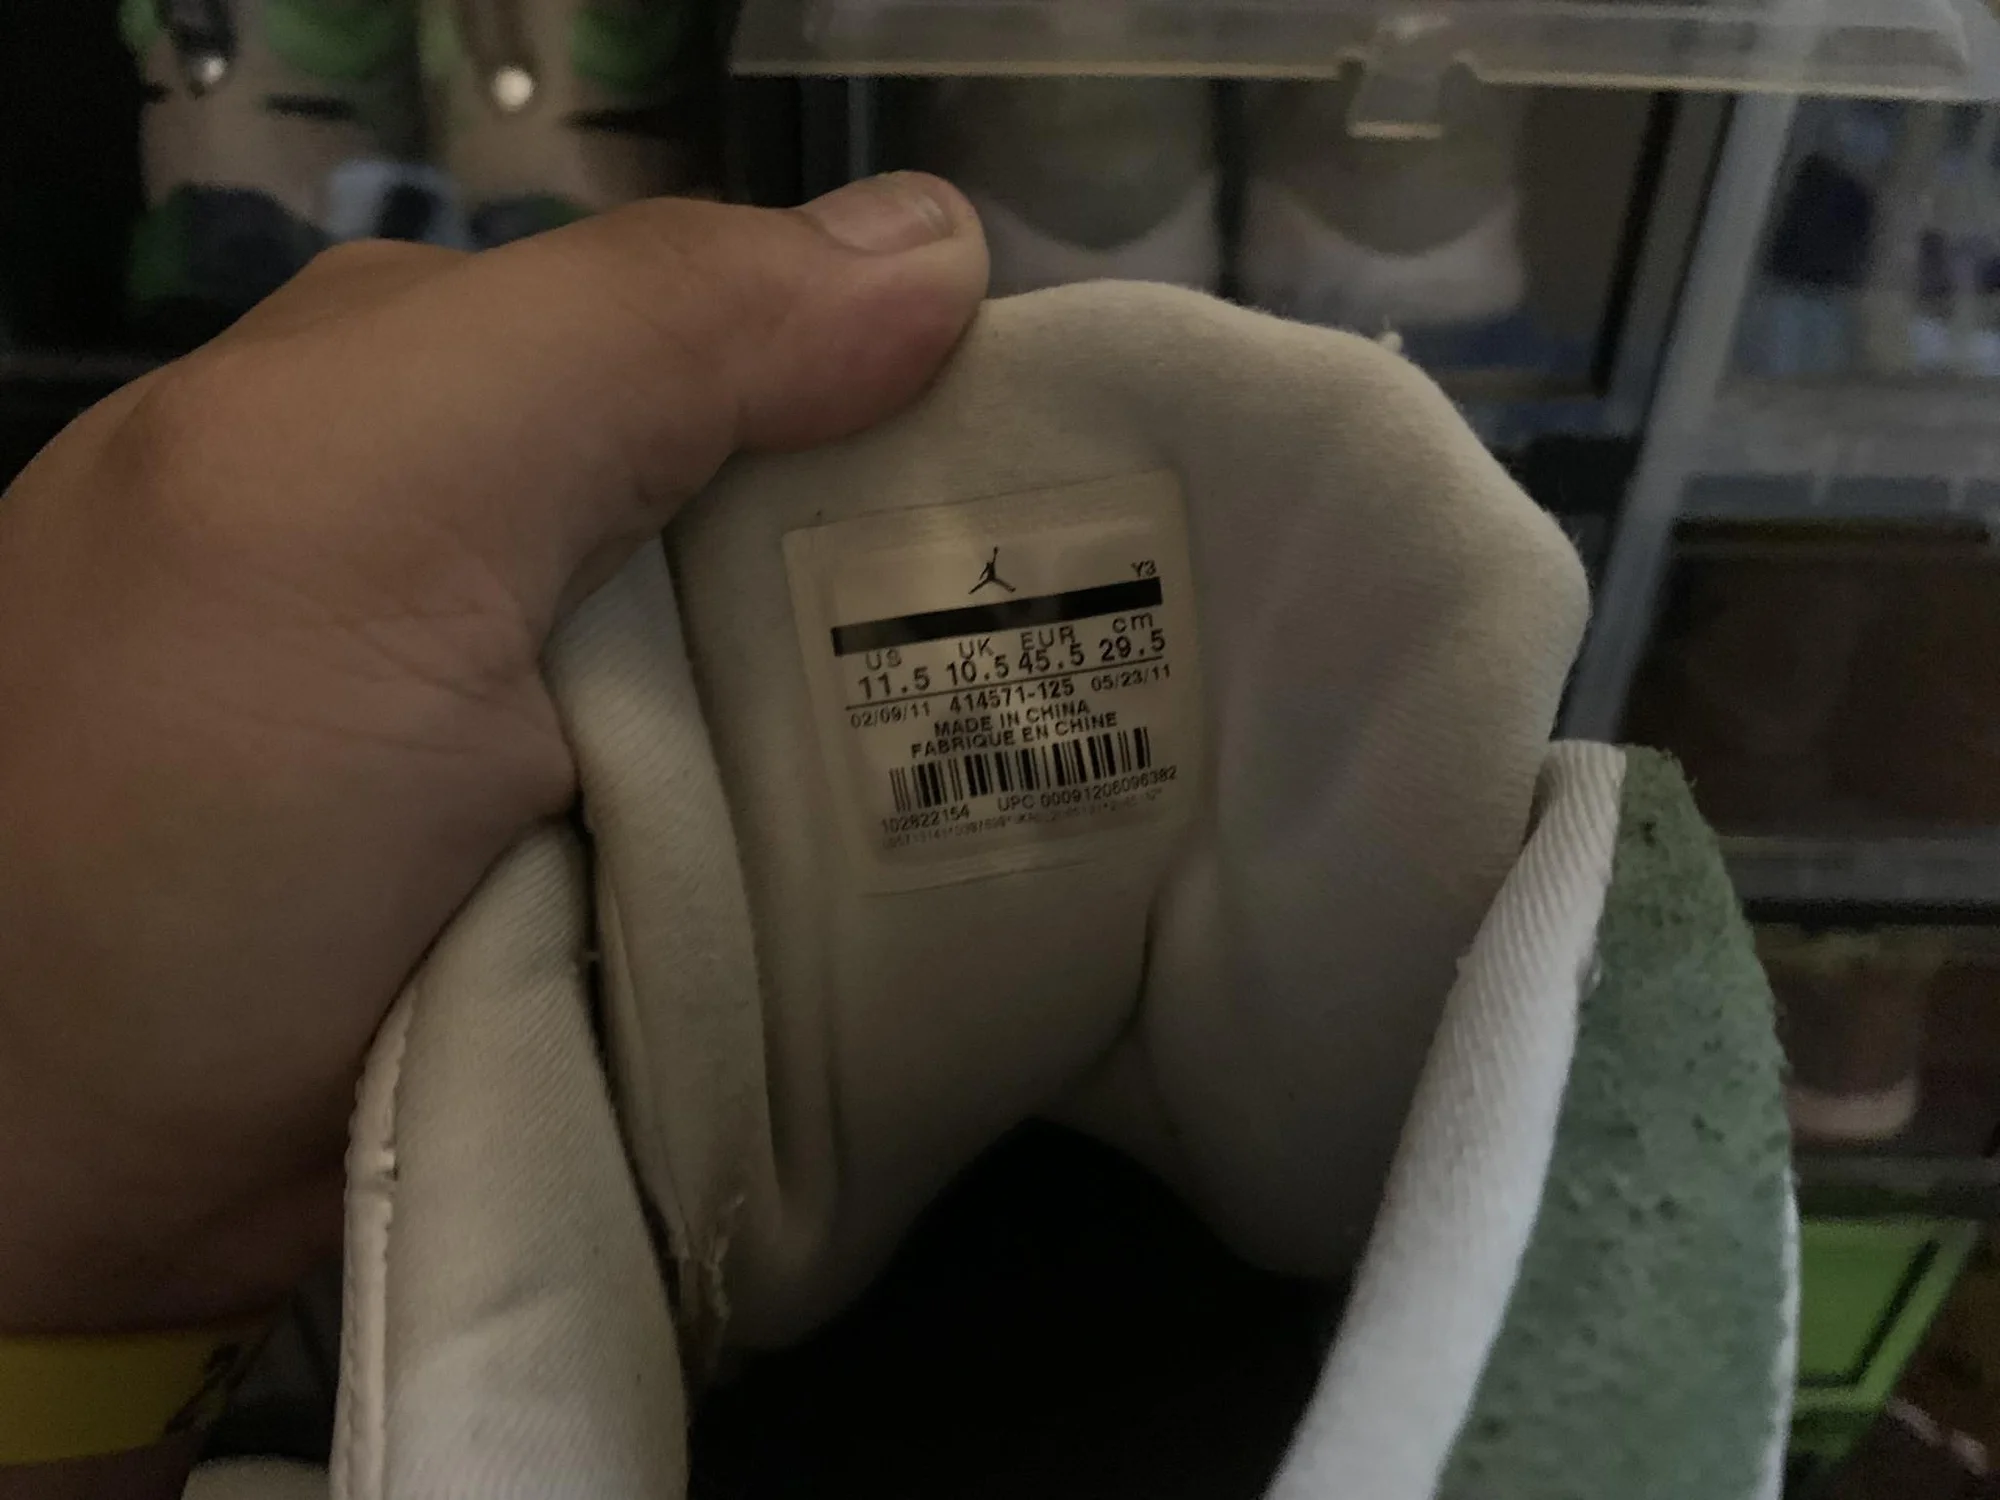 Y3
US UK EUR cm
11.5 10.5 45.5 29.5
02/09/11 414571-125 05/23/11
MADE IN CHINA
FABRIQUE EN CHINE
102822154 UPC 00091206096382